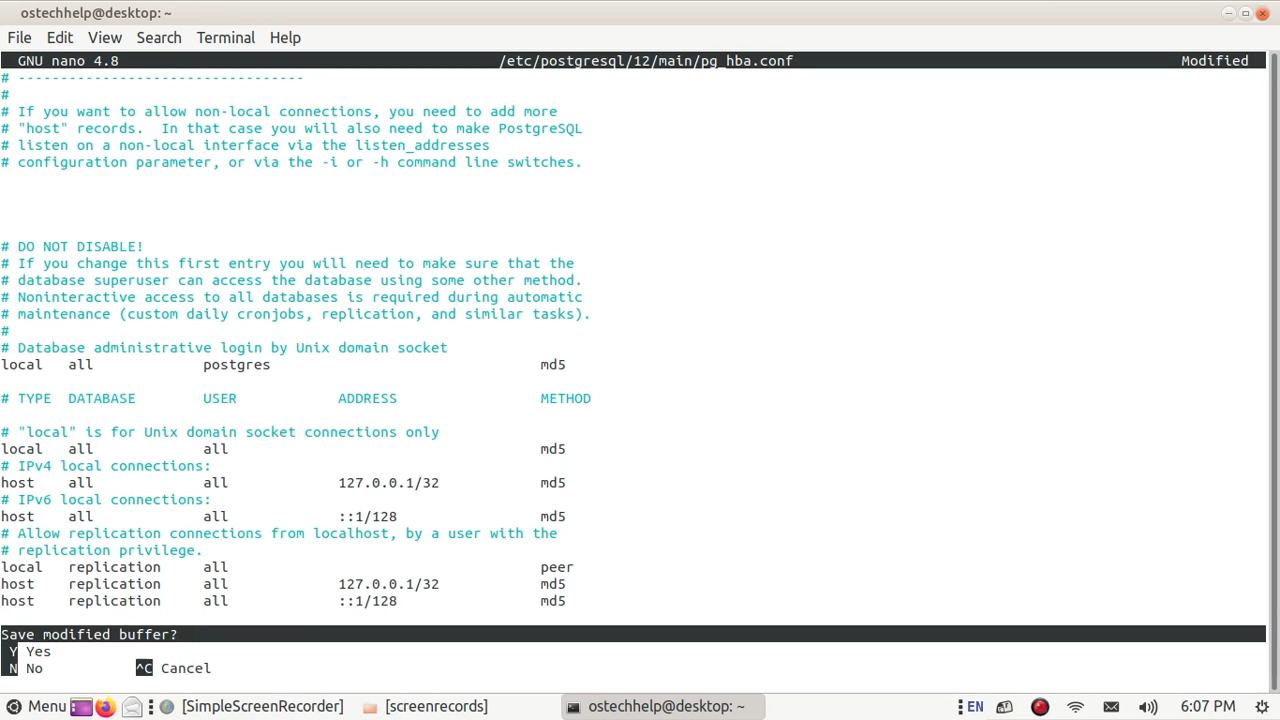 ostechhelp@desktop: ~
File Edit View Search Terminal Help
GNU nano 4.8 /etc/postgresql/12/main/pg_hba.conf Modified
# ----------------------------------
#
# If you want to allow non-local connections, you need to add more
# "host" records.  In that case you will also need to make PostgreSQL
# listen on a non-local interface via the listen_addresses
# configuration parameter, or via the -i or -h command line switches.
# DO NOT DISABLE!
# If you change this first entry you will need to make sure that the
# database superuser can access the database using some other method.
# Noninteractive access to all databases is required during automatic
# maintenance (custom daily cronjobs, replication, and similar tasks).
#
# Database administrative login by Unix domain socket
local   all             postgres                                md5
# TYPE  DATABASE        USER            ADDRESS                 METHOD
# "local" is for Unix domain socket connections only
local   all             all                                     md5
# IPv4 local connections:
host    all             all             127.0.0.1/32            md5
# IPv6 local connections:
host    all             all             ::1/128                 md5
# Allow replication connections from localhost, by a user with the
# replication privilege.
local   replication     all                                     peer
host    replication     all             127.0.0.1/32            md5
host    replication     all             ::1/128                 md5
Save modified buffer?
Y Yes
N No ^C Cancel
Menu [SimpleScreenRecorder] [screenrecords] ostechhelp@desktop: ~ EN 6:07 PM